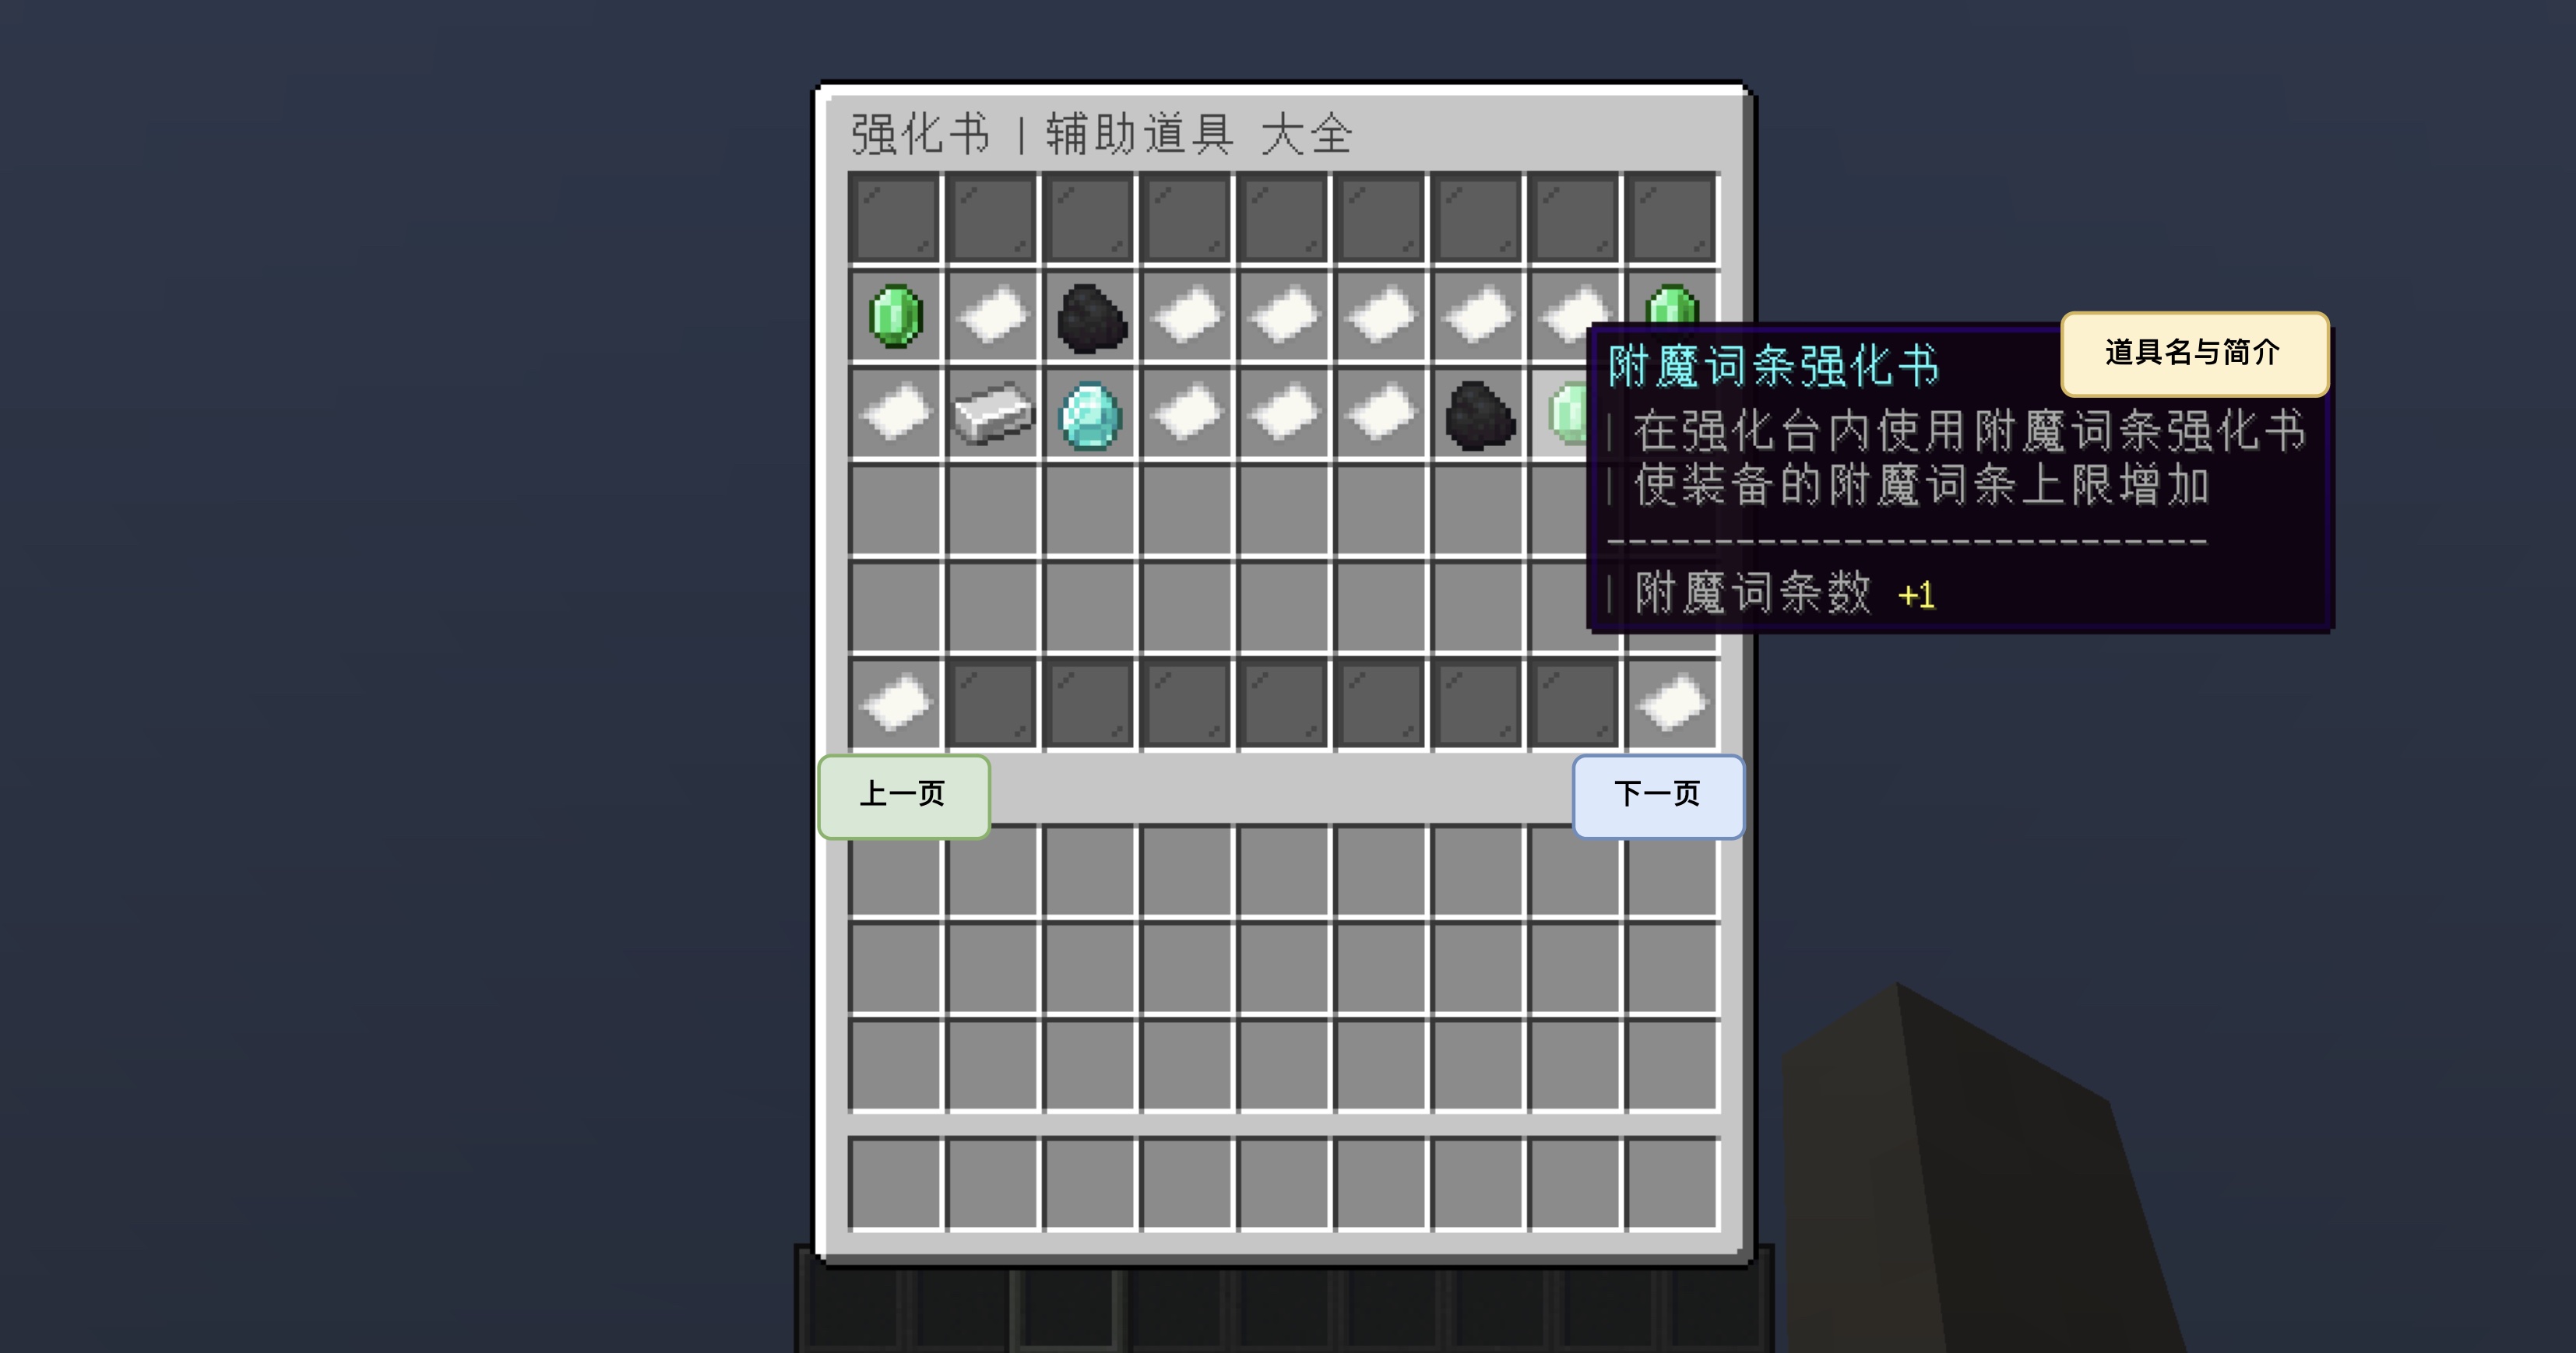 强化书 | 辅助道具 大全
道具名与简介
附魔词条强化书
| 在强化台内使用附魔词条强化书
| 使装备的附魔词条上限增加
----------------------------
| 附魔词条数 +1
上一页
下一页